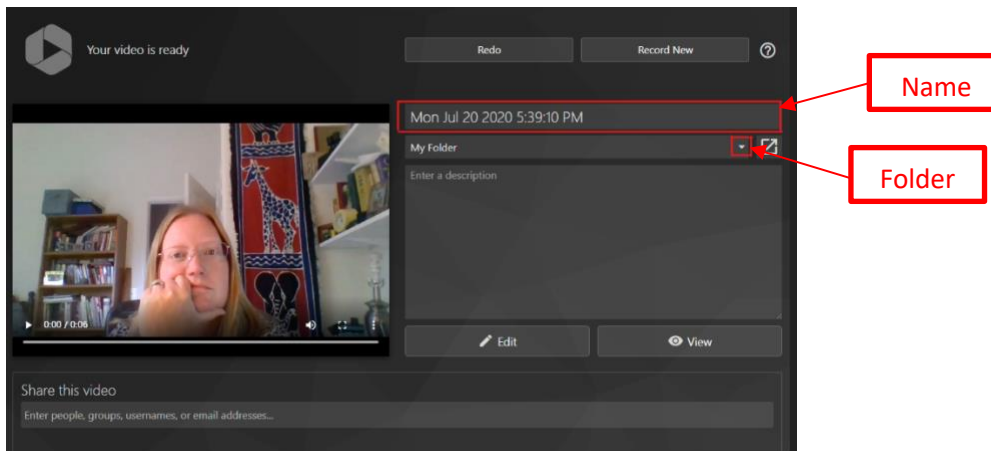 Your video is ready
Redo
Record New
Name
Mon Jul 20 2020 5:39:10 PM
My Folder
Folder
Enter a description
0:00 / 0:06
Edit
View
Share this video
Enter people, groups, usernames, or email addresses...